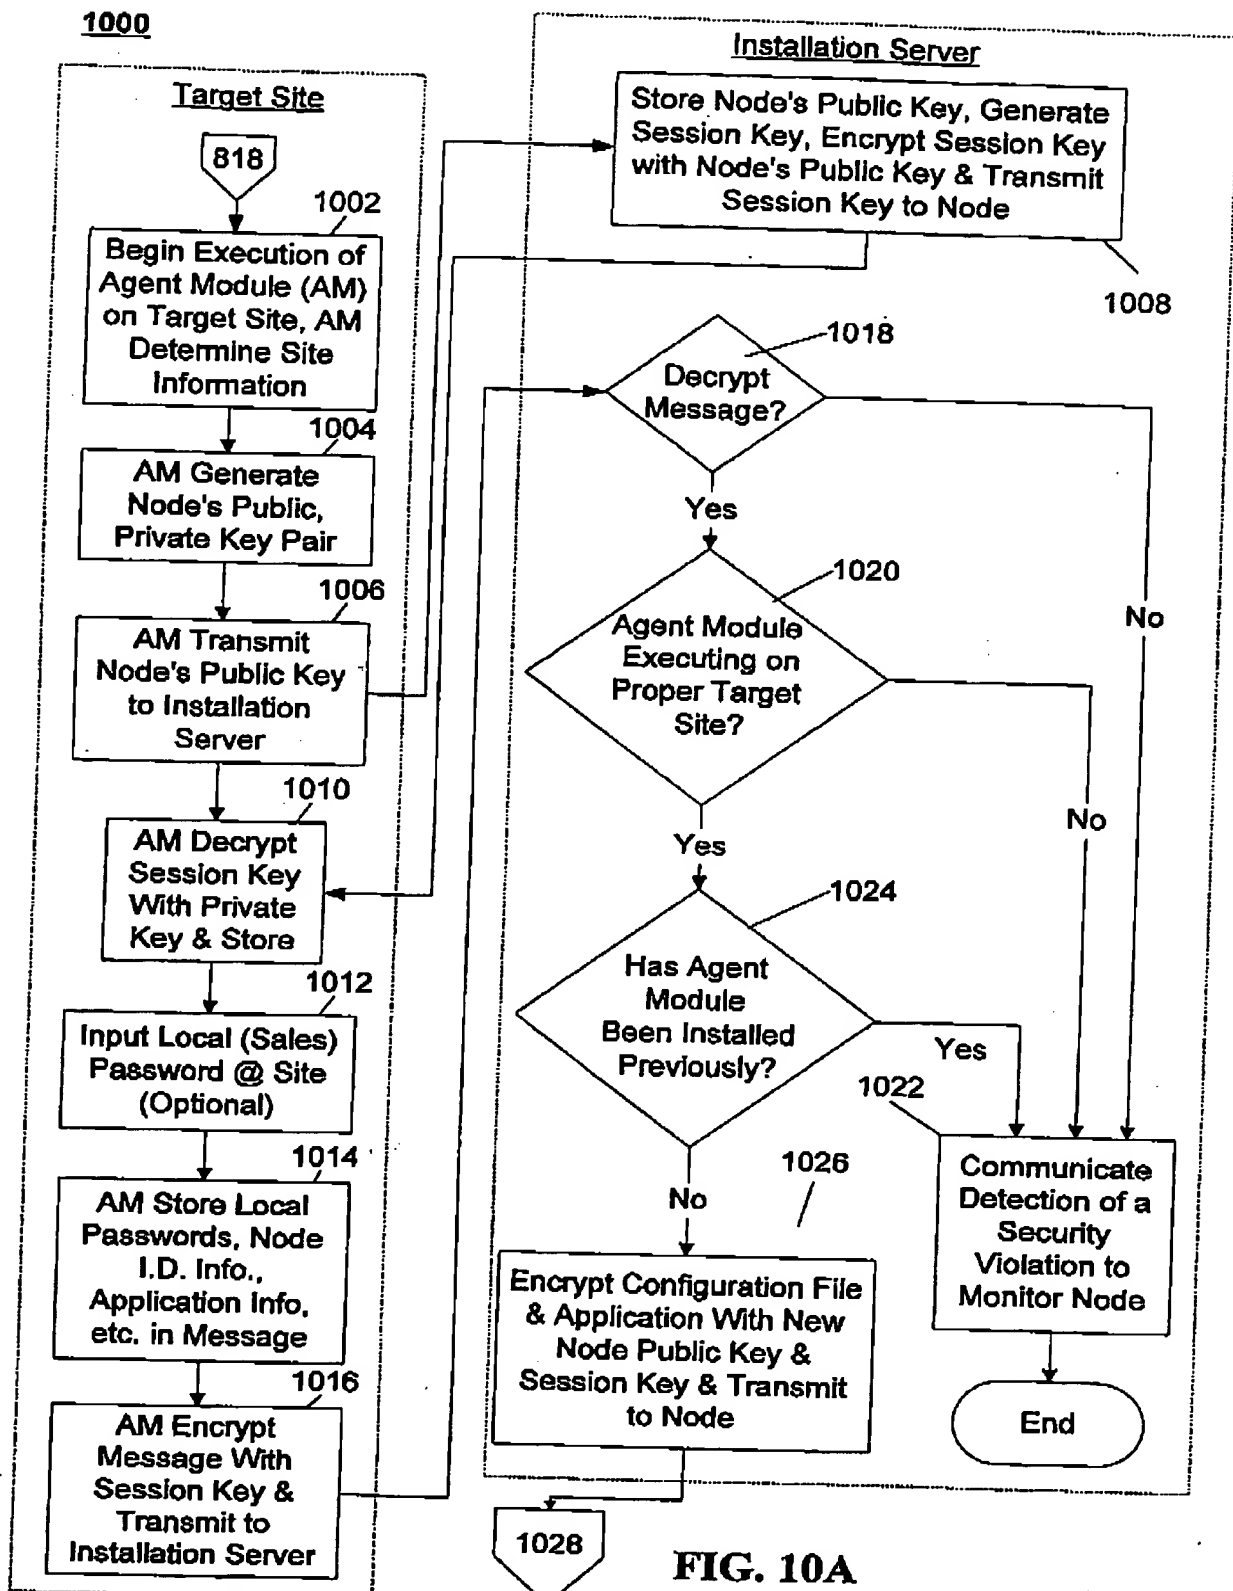 1000
Target Site
818
1002
Begin Execution of
Agent Module (AM)
on Target Site, AM
Determine Site
Information
1004
AM Generate
Node's Public,
Private Key Pair
1006
AM Transmit
Node's Public Key
to Installation
Server
1010
AM Decrypt
Session Key
With Private
Key & Store
1012
Input Local (Sales)
Password @ Site
(Optional)
1014
AM Store Local
Passwords, Node
I.D. Info.,
Application Info.
etc. in Message
1016
AM Encrypt
Message With
Session Key &
Transmit to
Installation Server
Installation Server
Store Node's Public Key, Generate
Session Key, Encrypt Session Key
with Node's Public Key & Transmit
Session Key to Node
1008
1018
Decrypt
Message?
Yes
No
1020
Agent Module
Executing on
Proper Target
Site?
Yes
No
1024
Has Agent
Module
Been Installed
Previously?
Yes
No
1022
Communicate
Detection of a
Security
Violation to
Monitor Node
End
1026
Encrypt Configuration File
& Application With New
Node Public Key &
Session Key & Transmit
to Node
1028
FIG. 10A